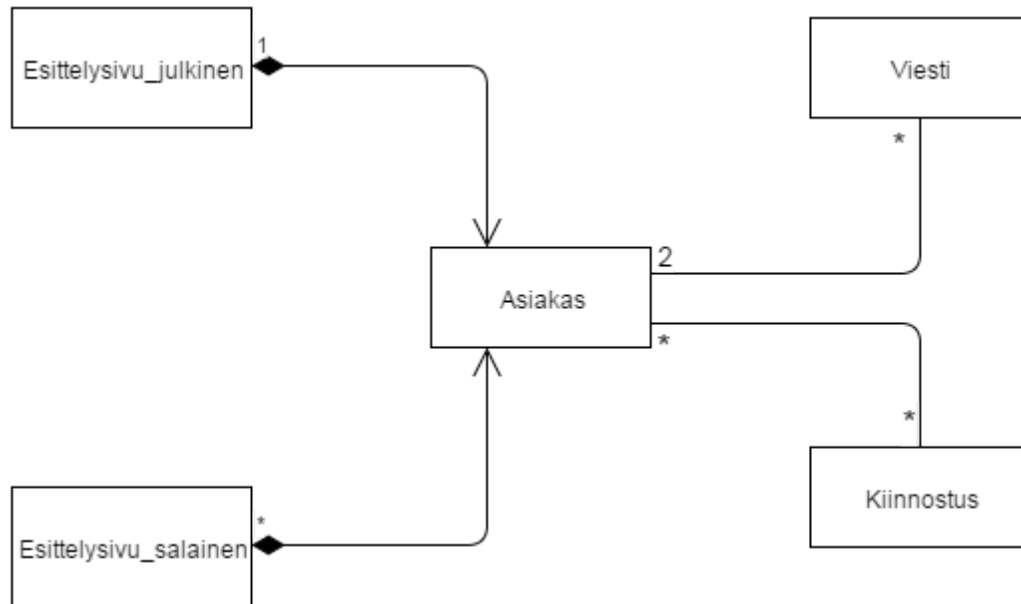 1
Esittelysivu_julkinen
Viesti
*
2
Asiakas
*
*
Kiinnostus
*
Esittelysivu_salainen